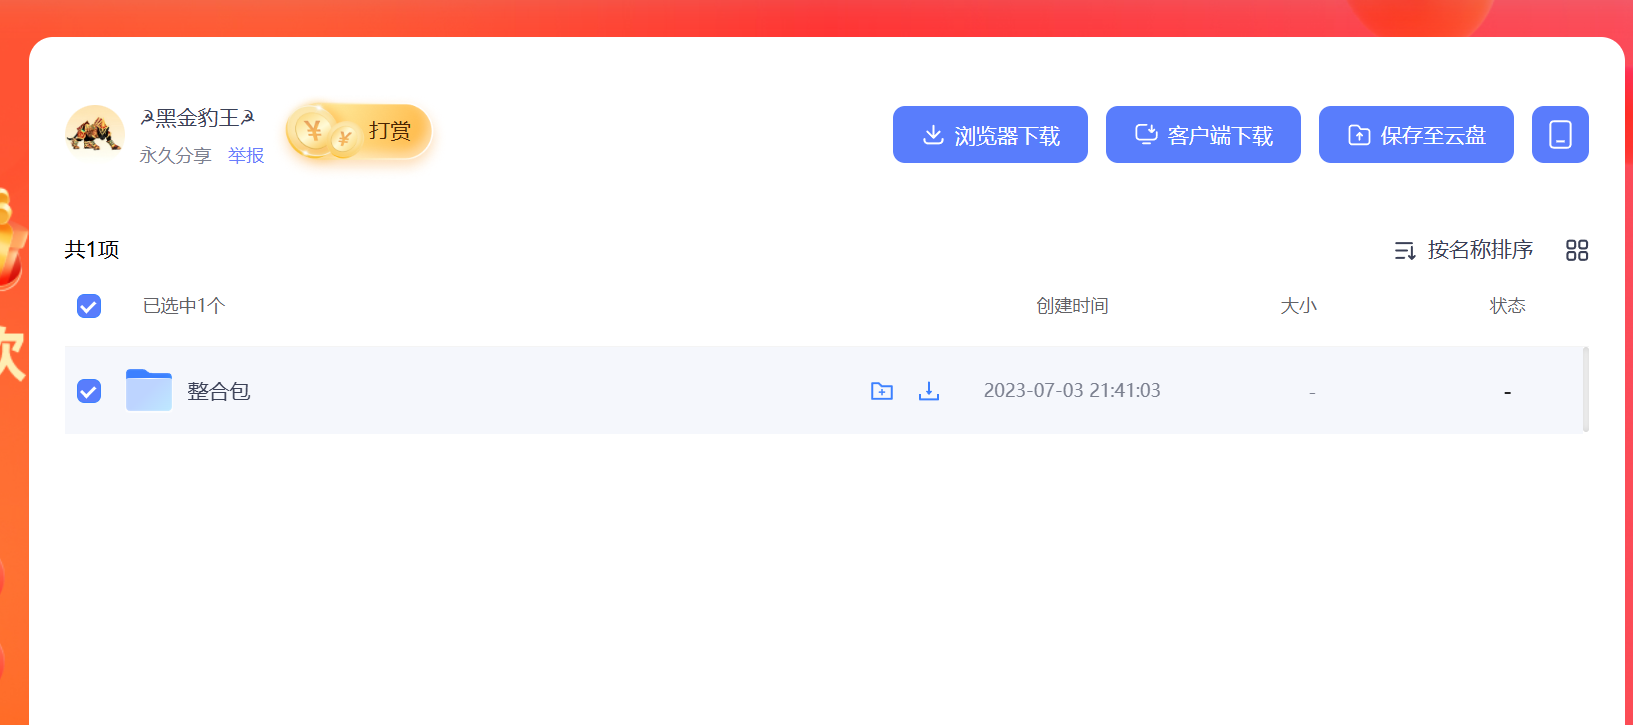 ☭黑金豹王☭
永久分享 举报
¥ ¥ 打赏
浏览器下载 客户端下载 保存至云盘
共1项
按名称排序
已选中1个 创建时间 大小 状态
整合包 2023-07-03 21:41:03 - -